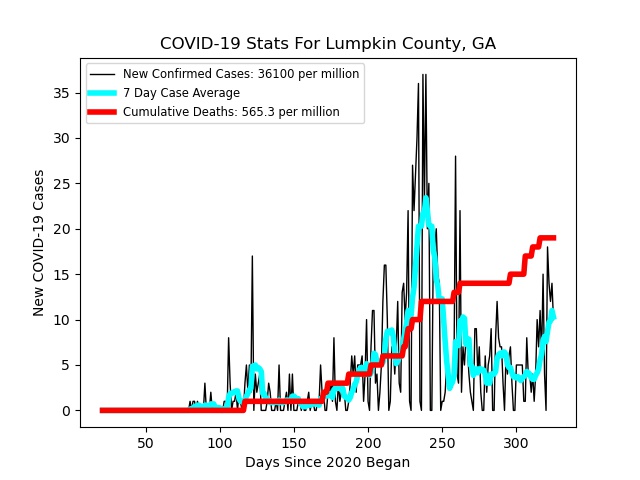 COVID-19 Stats For Lumpkin County, GA
New Confirmed Cases: 36100 per million
7 Day Case Average
Cumulative Deaths: 565.3 per million
New COVID-19 Cases
35
30
25
20
15
10
5
0
50 100 150 200 250 300
Days Since 2020 Began